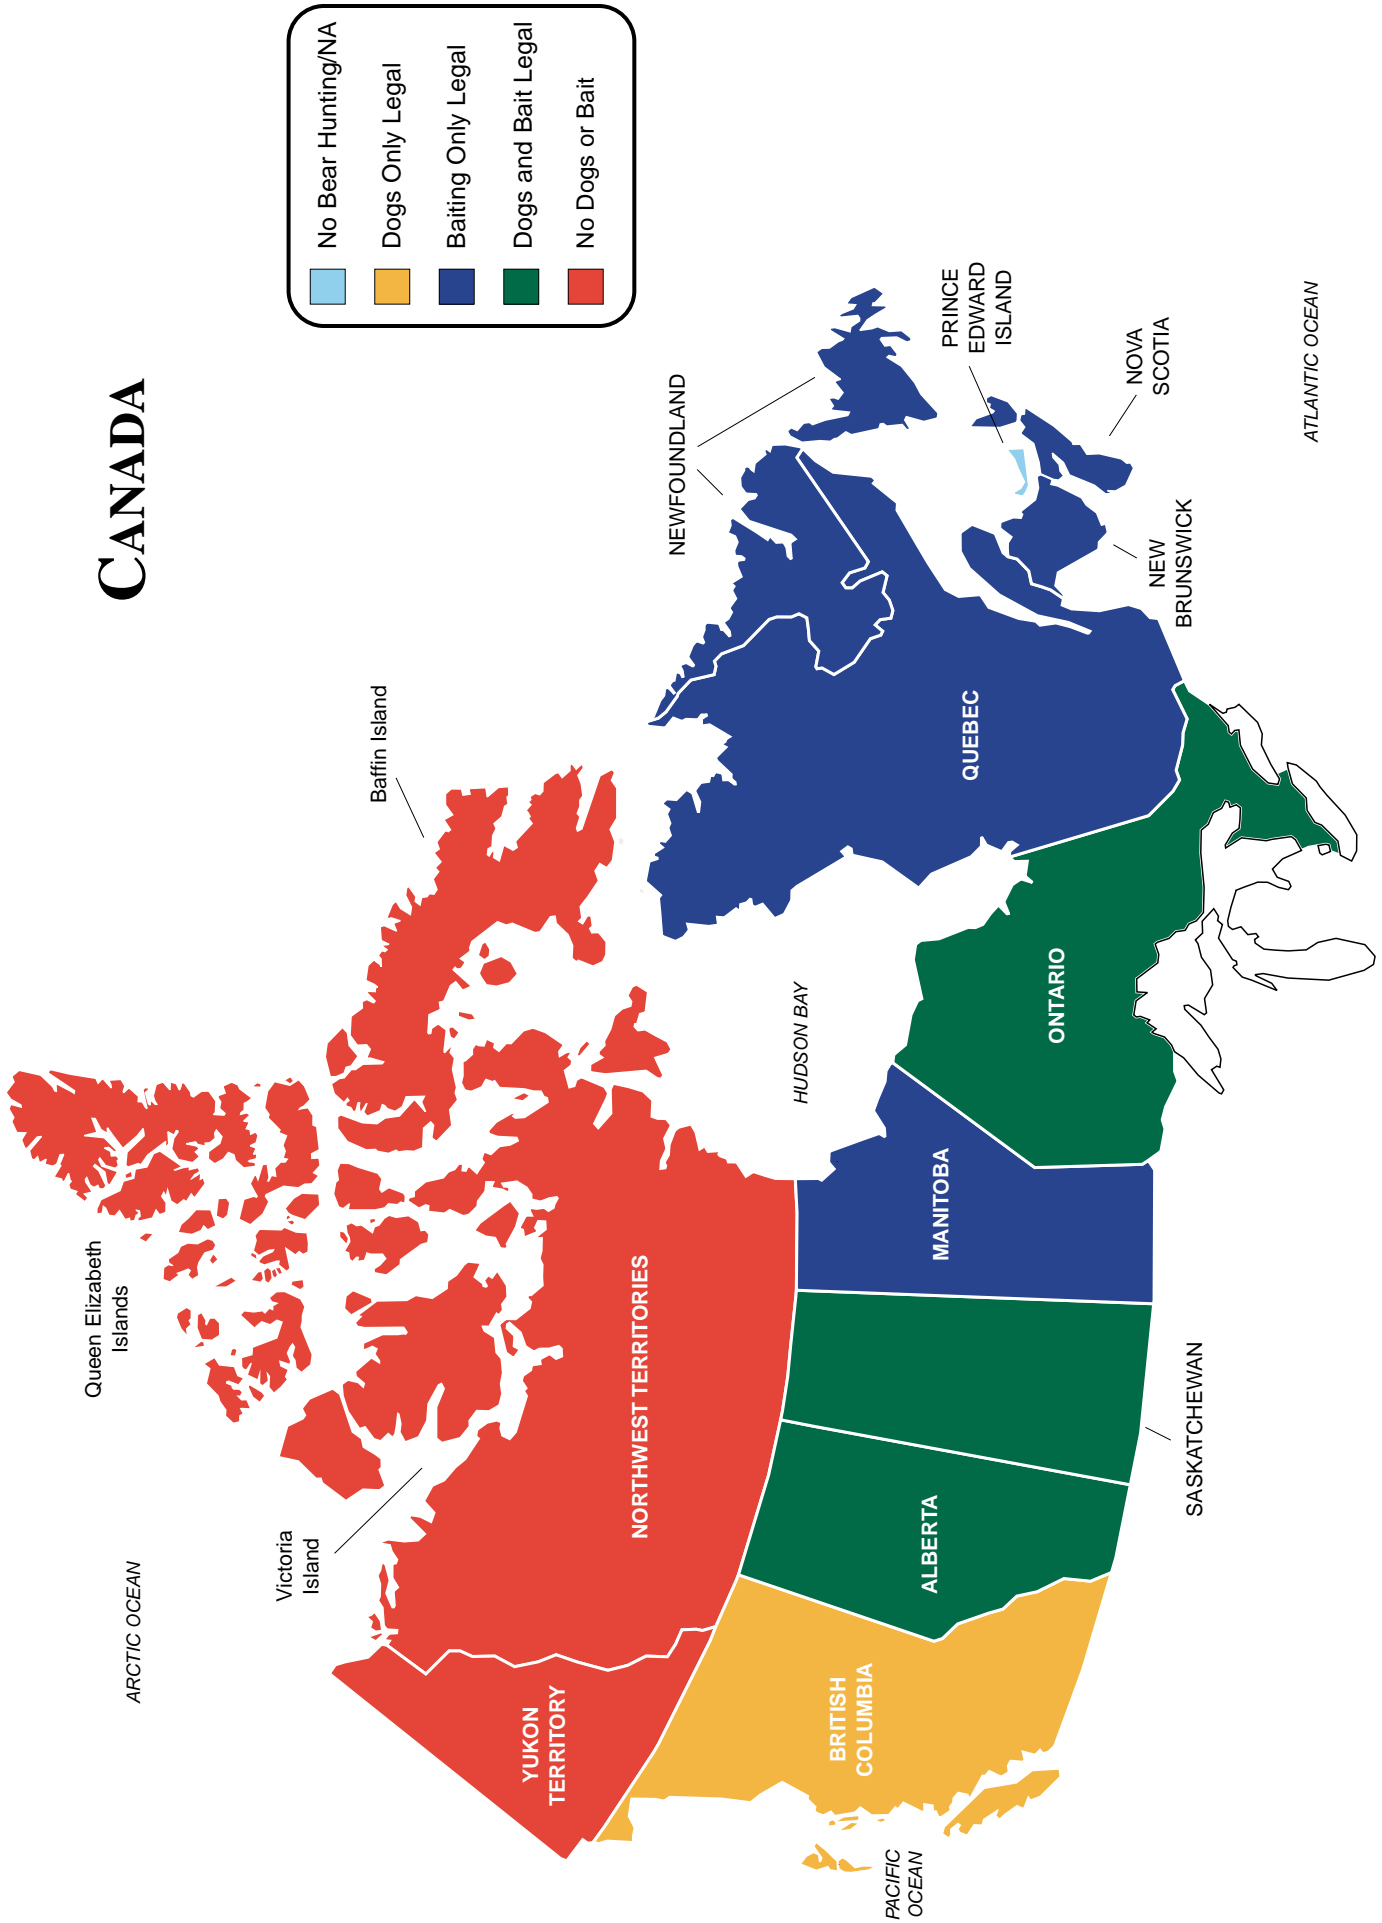 CANADA
No Bear Hunting/NA
Dogs Only Legal
Baiting Only Legal
Dogs and Bait Legal
No Dogs or Bait
ARCTIC OCEAN
Queen Elizabeth
Islands
Victoria
Island
Baffin Island
YUKON
TERRITORY
NORTHWEST TERRITORIES
NEWFOUNDLAND
HUDSON BAY
PACIFIC
OCEAN
BRITISH
COLUMBIA
ALBERTA
SASKATCHEWAN
MANITOBA
ONTARIO
QUEBEC
PRINCE
EDWARD
ISLAND
NOVA
SCOTIA
NEW
BRUNSWICK
ATLANTIC OCEAN